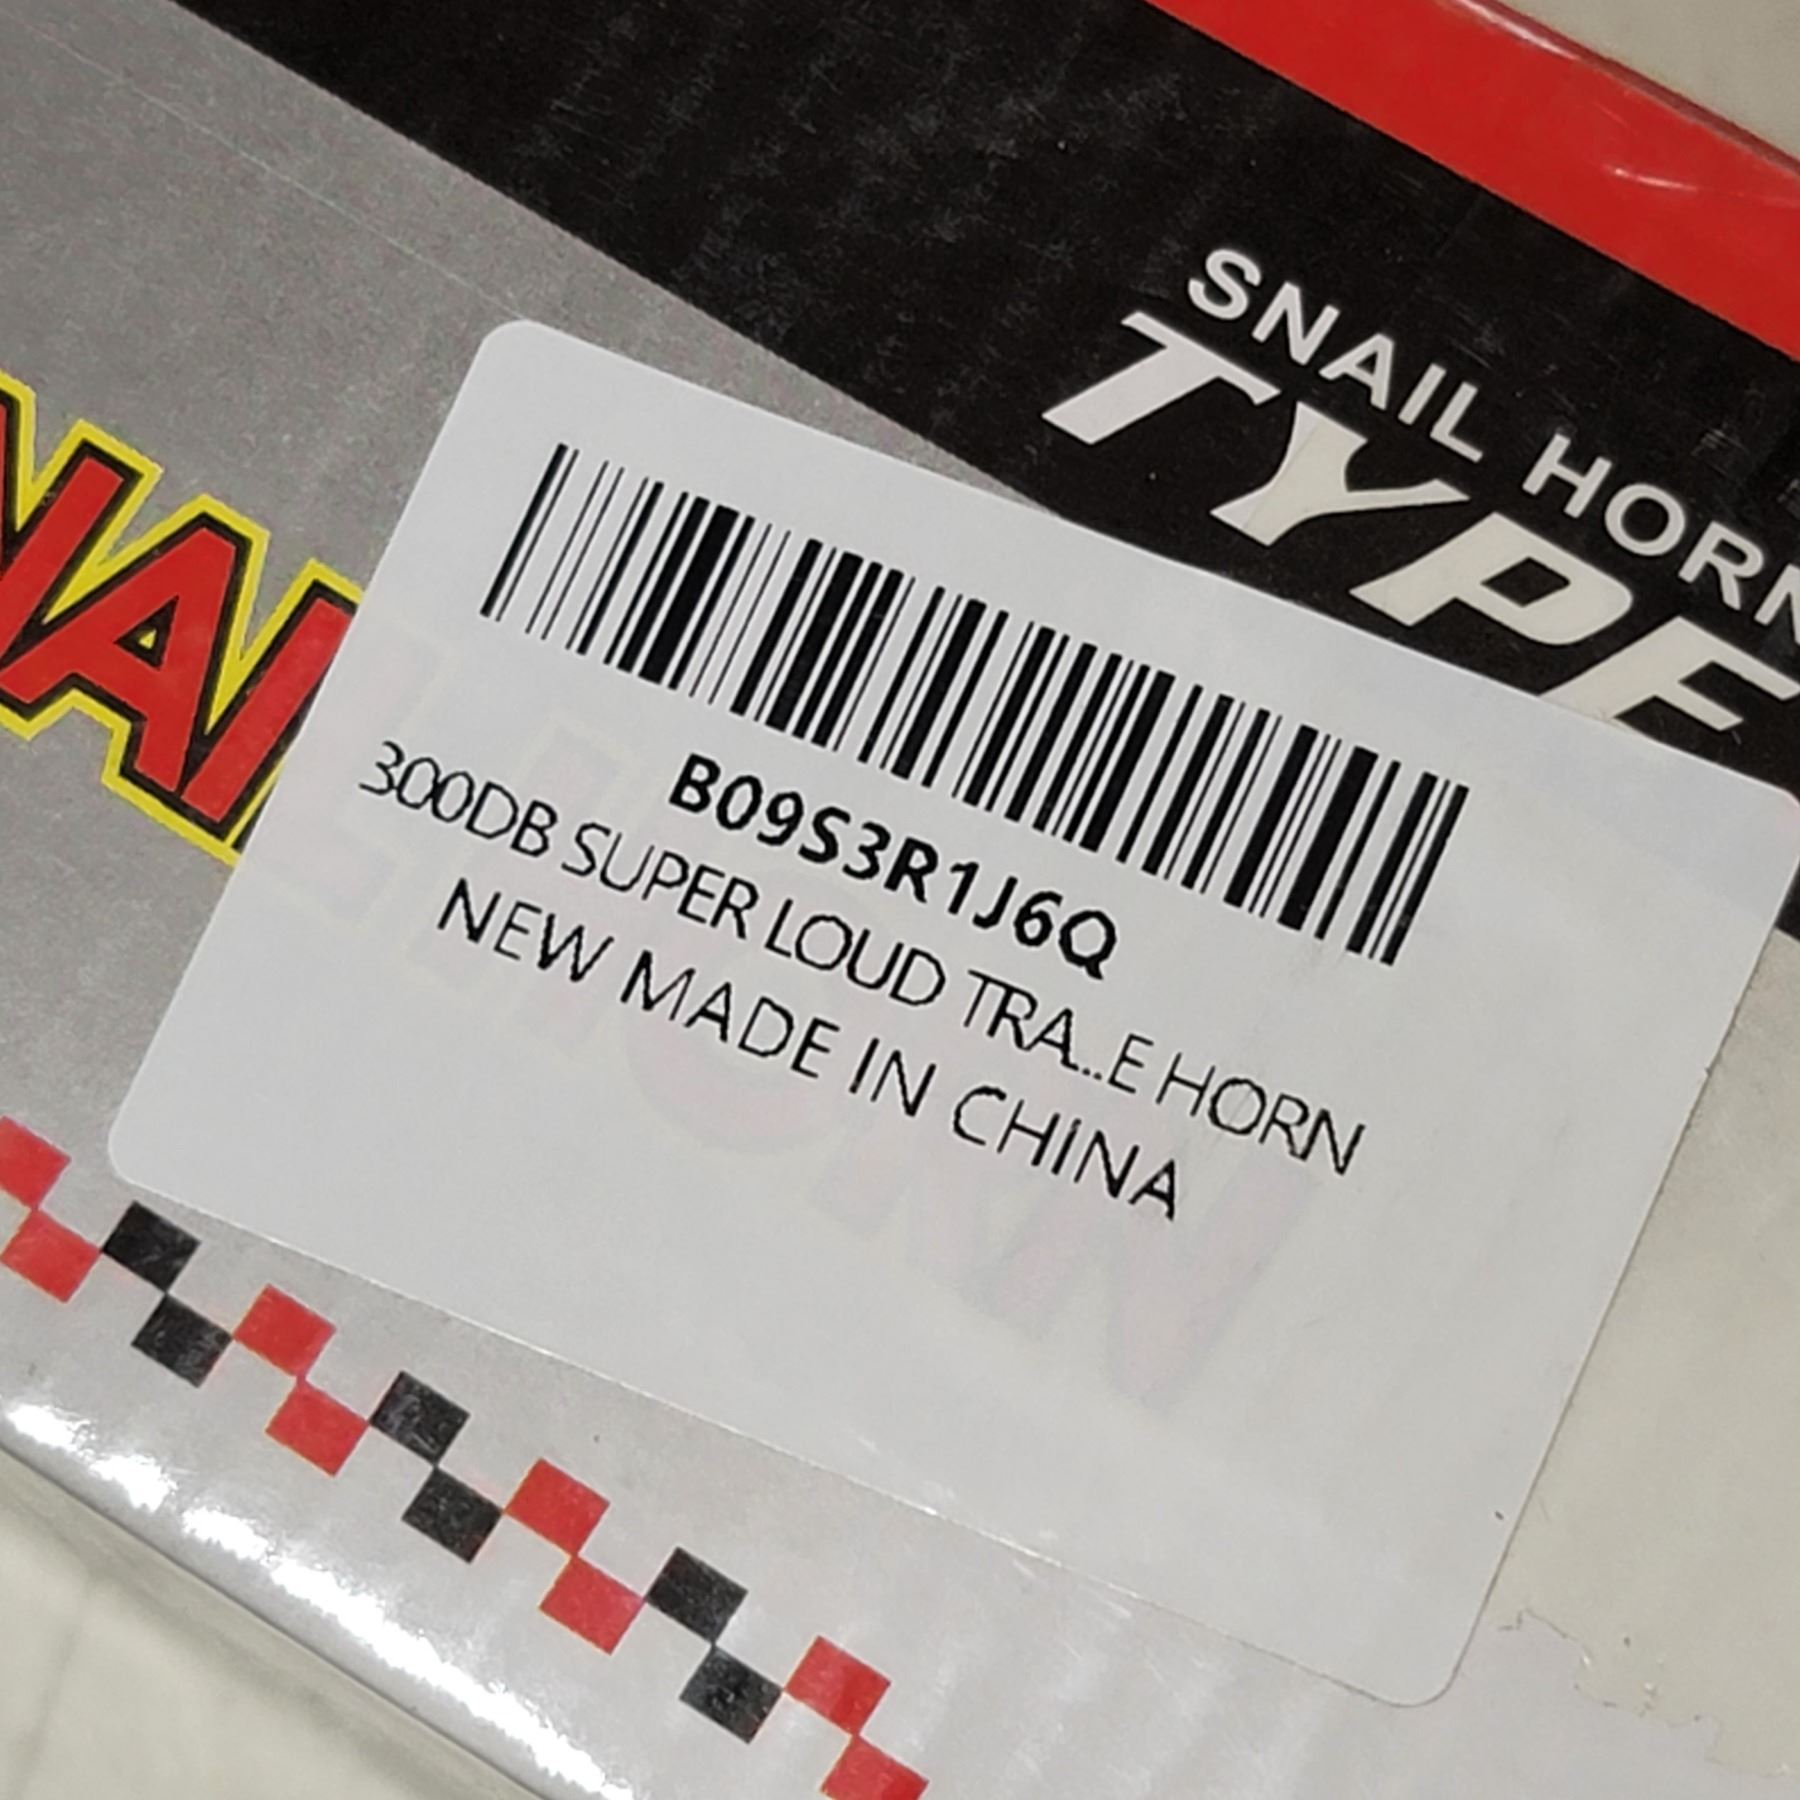 SNAIL HORN
TYPE
B09S3R1J6Q
300DB SUPER LOUD TRA...E HORN
NEW MADE IN CHINA